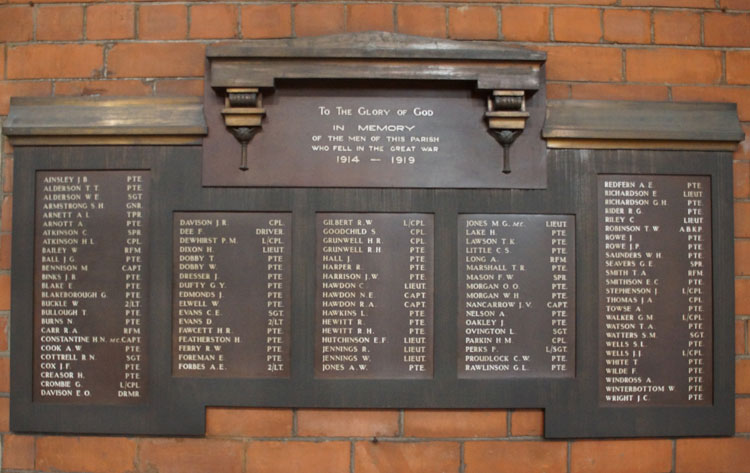 To The Glory of God
IN MEMORY
OF THE MEN OF THIS PARISH
WHO FELL IN THE GREAT WAR
1914 — 1919
AINSLEY J.B. PTE.
ALDERSON T.T. PTE.
ALDERSON W.E. SGT.
ARMSTRONG S.H. GNR.
ARNETT A.L. TPR.
ARNOTT A. PTE.
ATKINSON C. SPR.
ATKINSON H.L. CPL.
BAILEY W. RFM.
BALL J.G. PTE.
BENNISON M. CAPT.
BINKS J.R. PTE.
BLAKE E. PTE.
BLAKEBOROUGH G. PTE.
BUCKLE W. 2/LT.
BULLOUGH T. PTE.
BURNS N. PTE.
CARR R.A. RFM.
CONSTANTINE H.N. M.C. CAPT.
COOK A.W. PTE.
COTTRELL R.N. SGT.
COX J.F. PTE.
CREASOR H. PTE.
CROMBIE G. L/CPL.
DAVISON E.O. DRMR.
DAVISON J.R. CPL.
DEE F. DRIVER.
DEWHIRST P.M. L/CPL.
DIXON H. LIEUT.
DOBBY T. PTE.
DOBBY W. PTE.
DRESSER J. PTE.
DUFTY G.Y. PTE.
EDMONDS J. PTE.
ELWELL W. PTE.
EVANS C.E. SGT.
EVANS D. 2/LT.
FAWCETT H.R. PTE.
FEATHERSTON H. PTE.
FERRY R.W. PTE.
FOREMAN E. PTE.
FORBES A.E. 2/LT.
GILBERT R.W. L/CPL.
GOODCHILD S. CPL.
GRUNWELL H.R. CPL.
GRUNWELL R.H. PTE.
HALL J. PTE.
HARPER R. PTE.
HARRISON J.W. PTE.
HAWDON C. LIEUT.
HAWDON N.E. CAPT.
HAWDON R.A. CAPT.
HAWKINS L. PTE.
HEWITT R. PTE.
HEWITT R.H. PTE.
HUTCHINSON E.F. LIEUT.
JENNINGS R. LIEUT.
JENNINGS W. LIEUT.
JONES A.W. PTE.
JONES M.G. M.C. LIEUT.
LAKE H. PTE.
LAWSON T.K. PTE.
LITTLE C.S. PTE.
LONG A. RFM.
MARSHALL T.R. PTE.
MASON F.W. SPR.
MORGAN O.O. PTE.
MORGAN W.H. PTE.
NANCARROW J.V. CAPT.
NELSON A. PTE.
OAKLEY J. PTE.
OVINGTON L. SGT.
PARKIN H.M. CPL.
PERKS P. L/SGT.
PROUDLOCK C.W. PTE.
RAWLINSON G.L. PTE.
REDFERN A.E. PTE.
RICHARDSON E. LIEUT.
RICHARDSON G.H. PTE.
RIDER B.G. PTE.
RILEY C. LIEUT.
ROBINSON T.W. A.B.K.P.
ROWE J. PTE.
ROWE J.P. PTE.
SAUNDERS W.H. PTE.
SEAVERS G.E. SPR.
SMITH T.A. RFM.
SMITHSON E.C. PTE.
STEPHENSON J. L/CPL.
THOMAS J.A. CPL.
TOWSE A. PTE.
WALKER G.M. L/CPL.
WATSON T.A. PTE.
WATTERS S.M. SGT.
WELLS S.L. PTE.
WELLS J.J. L/CPL.
WHITE T. PTE.
WILDE F. PTE.
WINDROSS A. PTE.
WINTERBOTTOM W. PTE.
WRIGHT J.C. PTE.